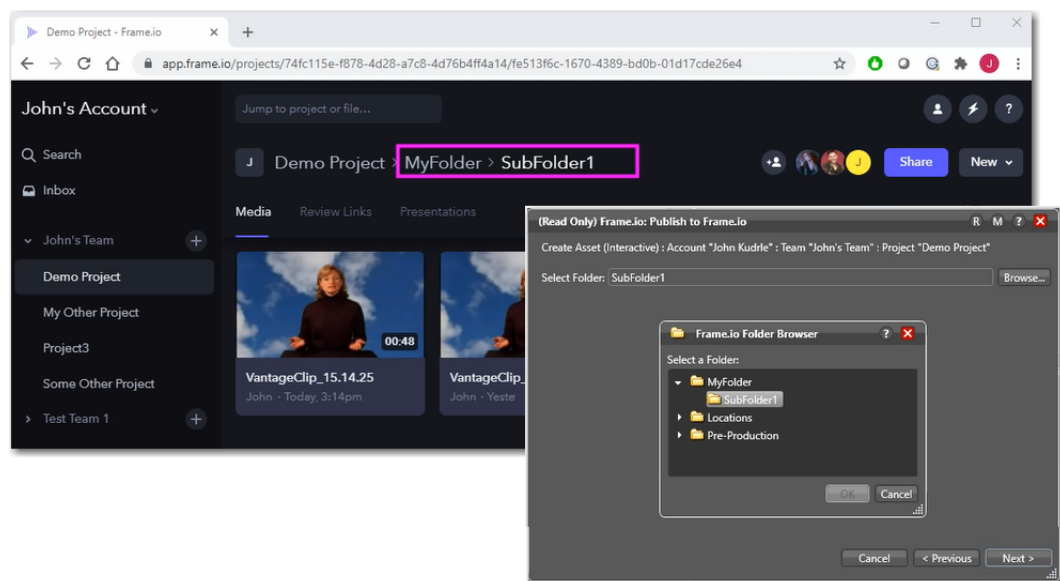 Demo Project - Frame.io
app.frame.io/projects/74fc115e-f878-4d28-a7c8-4d76b4ff4a14/fe513f6c-1670-4389-bd0b-01d17cde26e4
J
John's Account
Jump to project or file...
?
Search
Inbox
J Demo Project > MyFolder > SubFolder1
J
Share
New
Media Review Links Presentations
John's Team
Demo Project
My Other Project
Project3
Some Other Project
Test Team 1
00:48
VantageClip_15.14.25
John · Today, 3:14pm
VantageClip_
John · Yeste
(Read Only) Frame.io: Publish to Frame.io
R M ?
Create Asset (Interactive) : Account "John Kudrle" : Team "John's Team" : Project "Demo Project"
Select Folder: SubFolder1 Browse...
Frame.io Folder Browser ?
Select a Folder:
MyFolder
SubFolder1
Locations
Pre-Production
OK Cancel
Cancel < Previous Next >